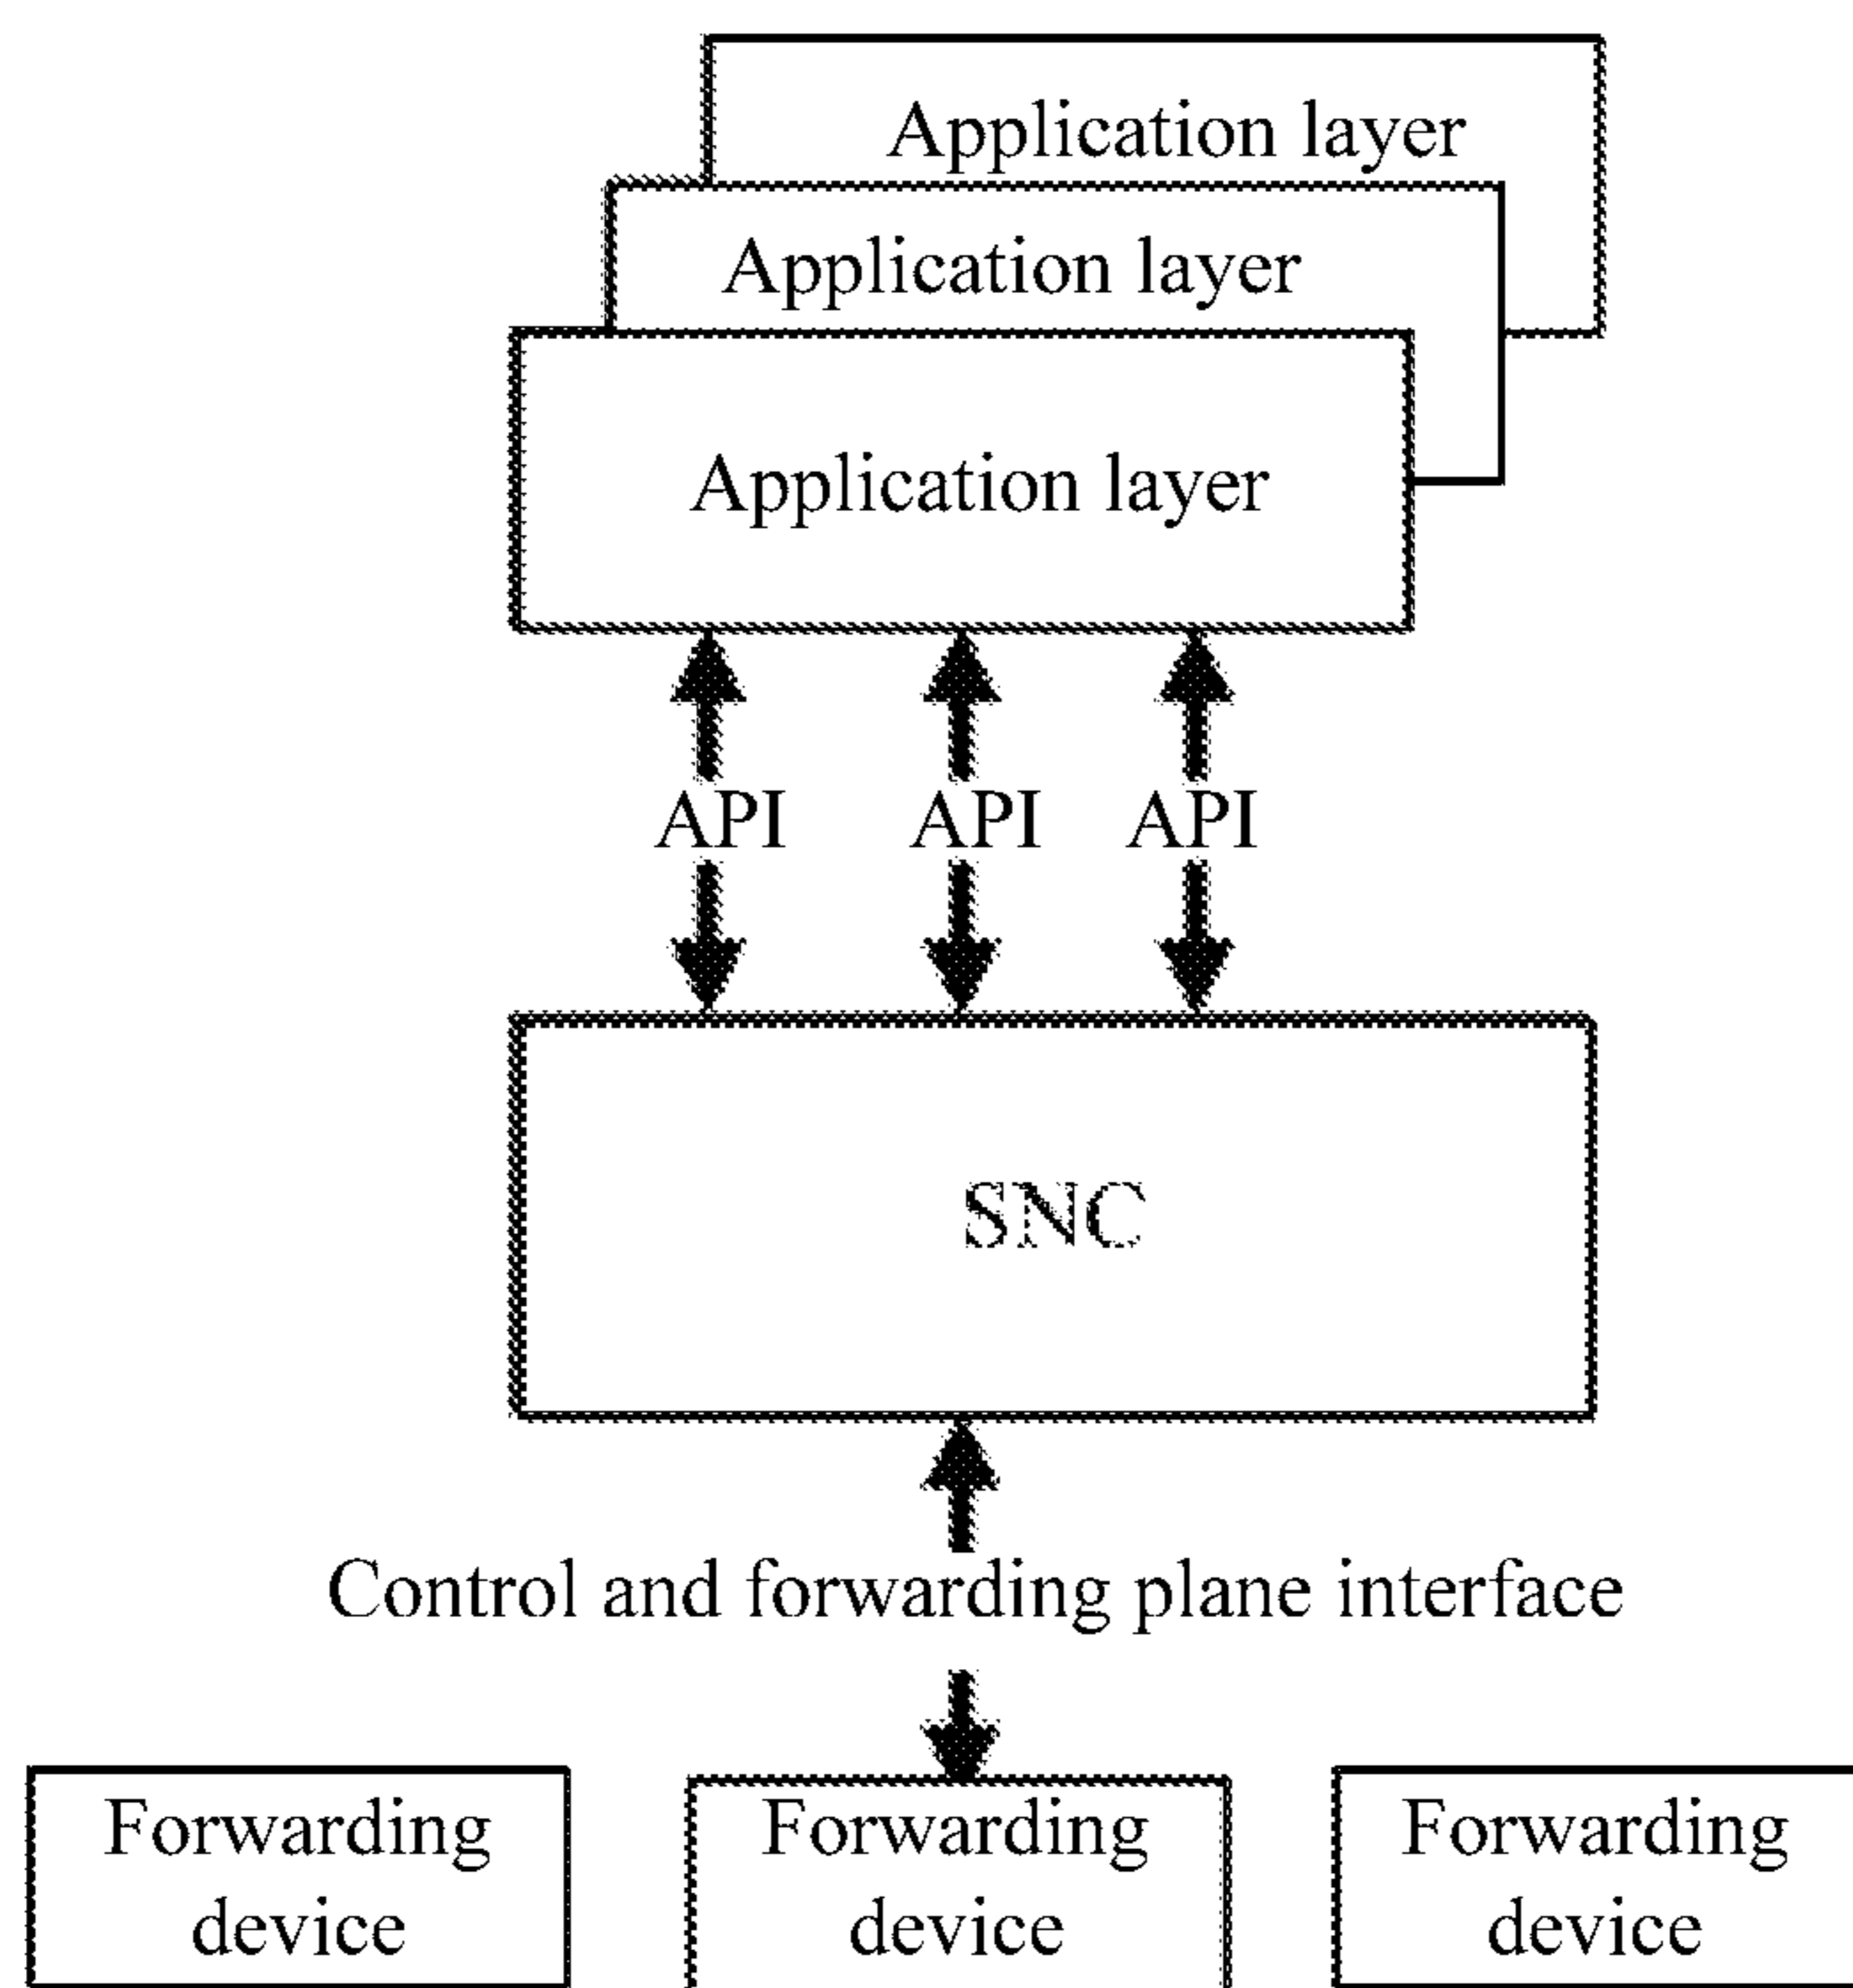 Application layer
Application layer
Application layer
API API API
SNC
Control and forwarding plane interface
Forwarding Forwarding Forwarding
device device device